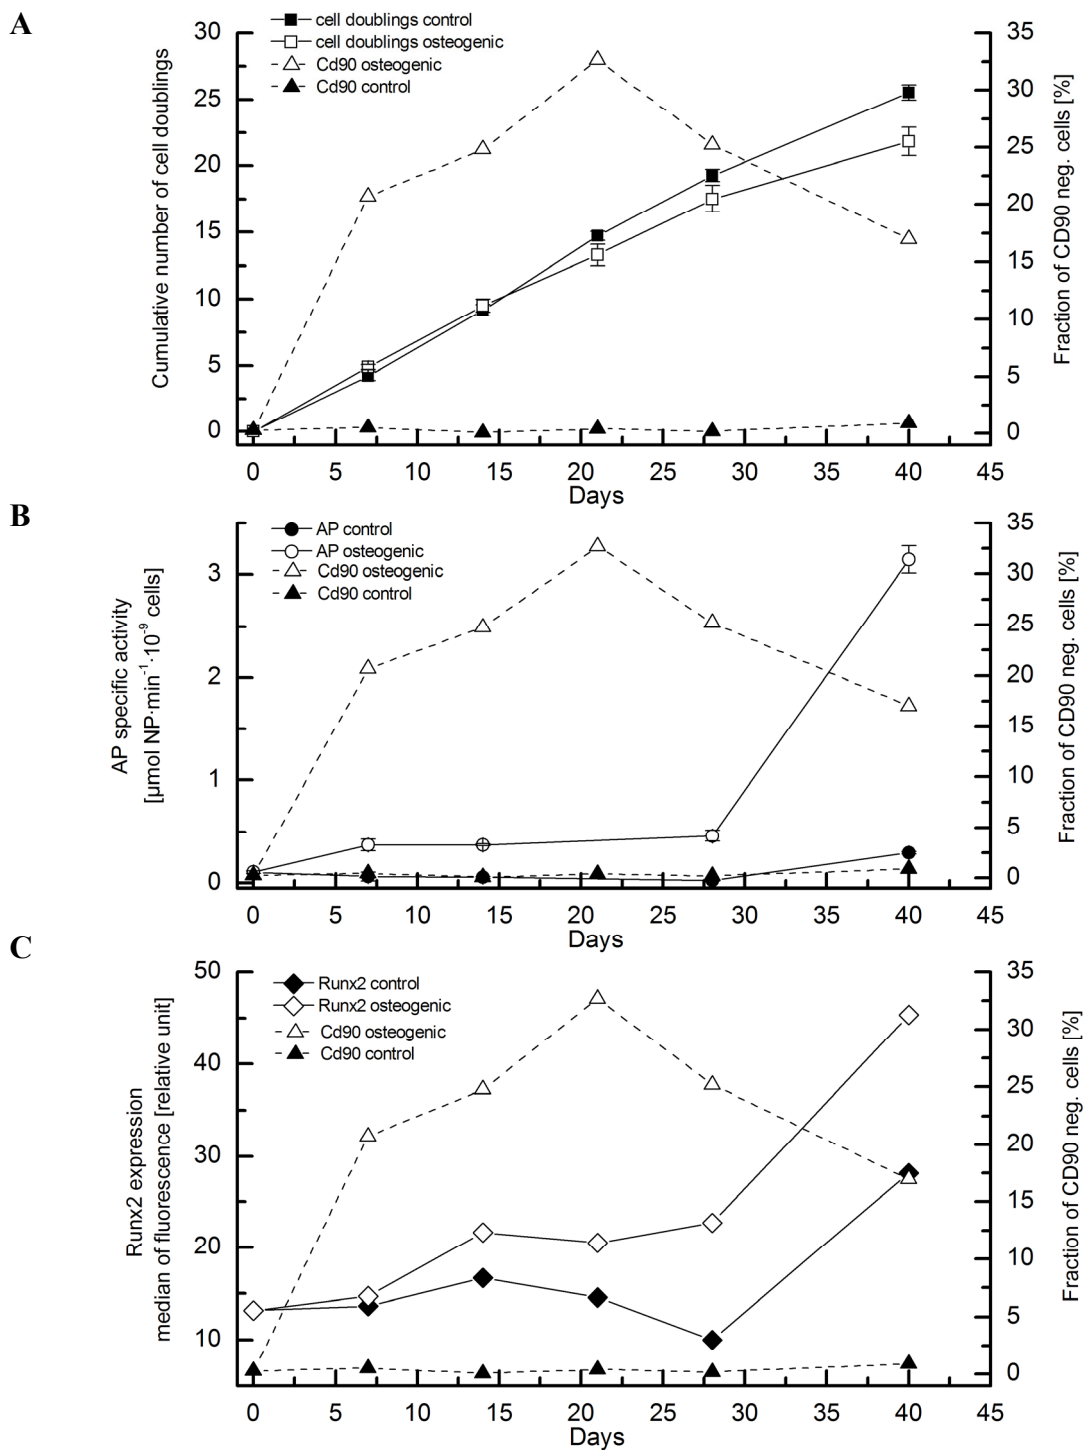 A
cell doublings control
cell doublings osteogenic
Cd90 osteogenic
Cd90 control
30
25
20
15
10
5
0
Cumulative number of cell doublings
35
30
25
20
15
10
5
0
Fraction of CD90 neg. cells [%]
0 5 10 15 20 25 30 35 40 45
Days
B
AP control
AP osteogenic
Cd90 osteogenic
Cd90 control
3
2
1
0
AP specific activity
[µmol NP·min⁻¹·10⁻⁹ cells]
35
30
25
20
15
10
5
0
Fraction of CD90 neg. cells [%]
0 5 10 15 20 25 30 35 40 45
Days
C
Runx2 control
Runx2 osteogenic
Cd90 osteogenic
Cd90 control
50
40
30
20
10
Runx2 expression
median of fluorescence [relative unit]
35
30
25
20
15
10
5
0
Fraction of CD90 neg. cells [%]
0 5 10 15 20 25 30 35 40 45
Days